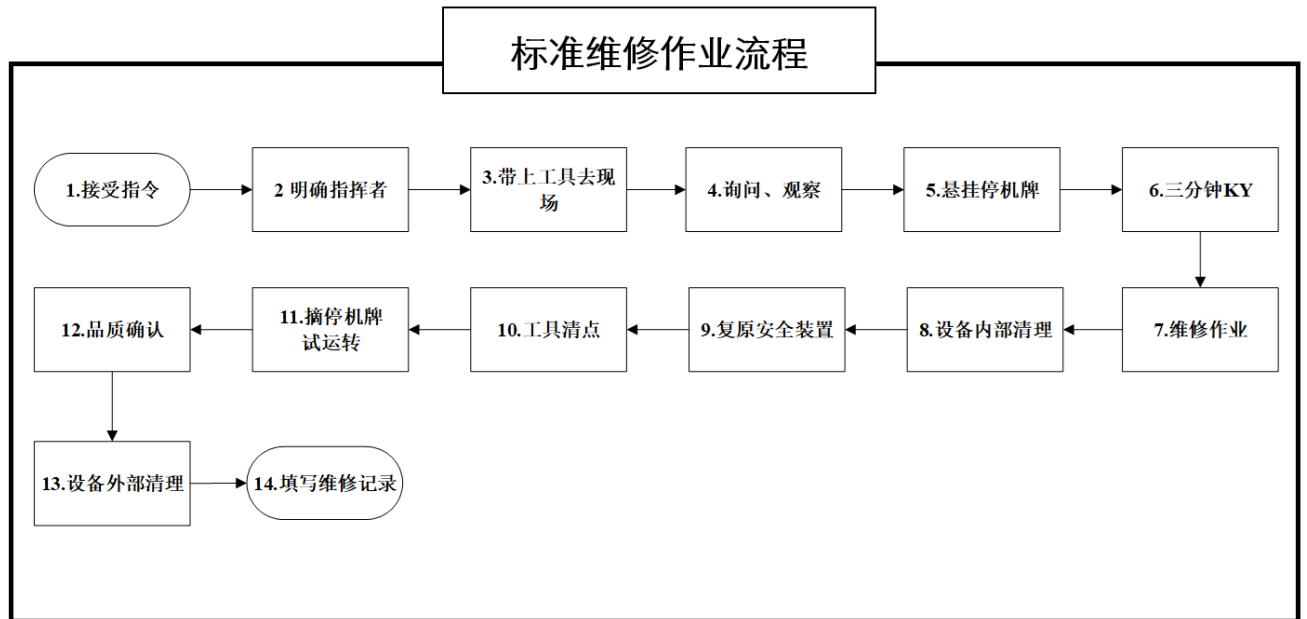 标准维修作业流程
1.接受指令
2 明确指挥者
3.带上工具去现
场
4.询问、观察
5.悬挂停机牌
6.三分钟KY
7.维修作业
8.设备内部清理
9.复原安全装置
10.工具清点
11.摘停机牌
试运转
12.品质确认
13.设备外部清理
14.填写维修记录